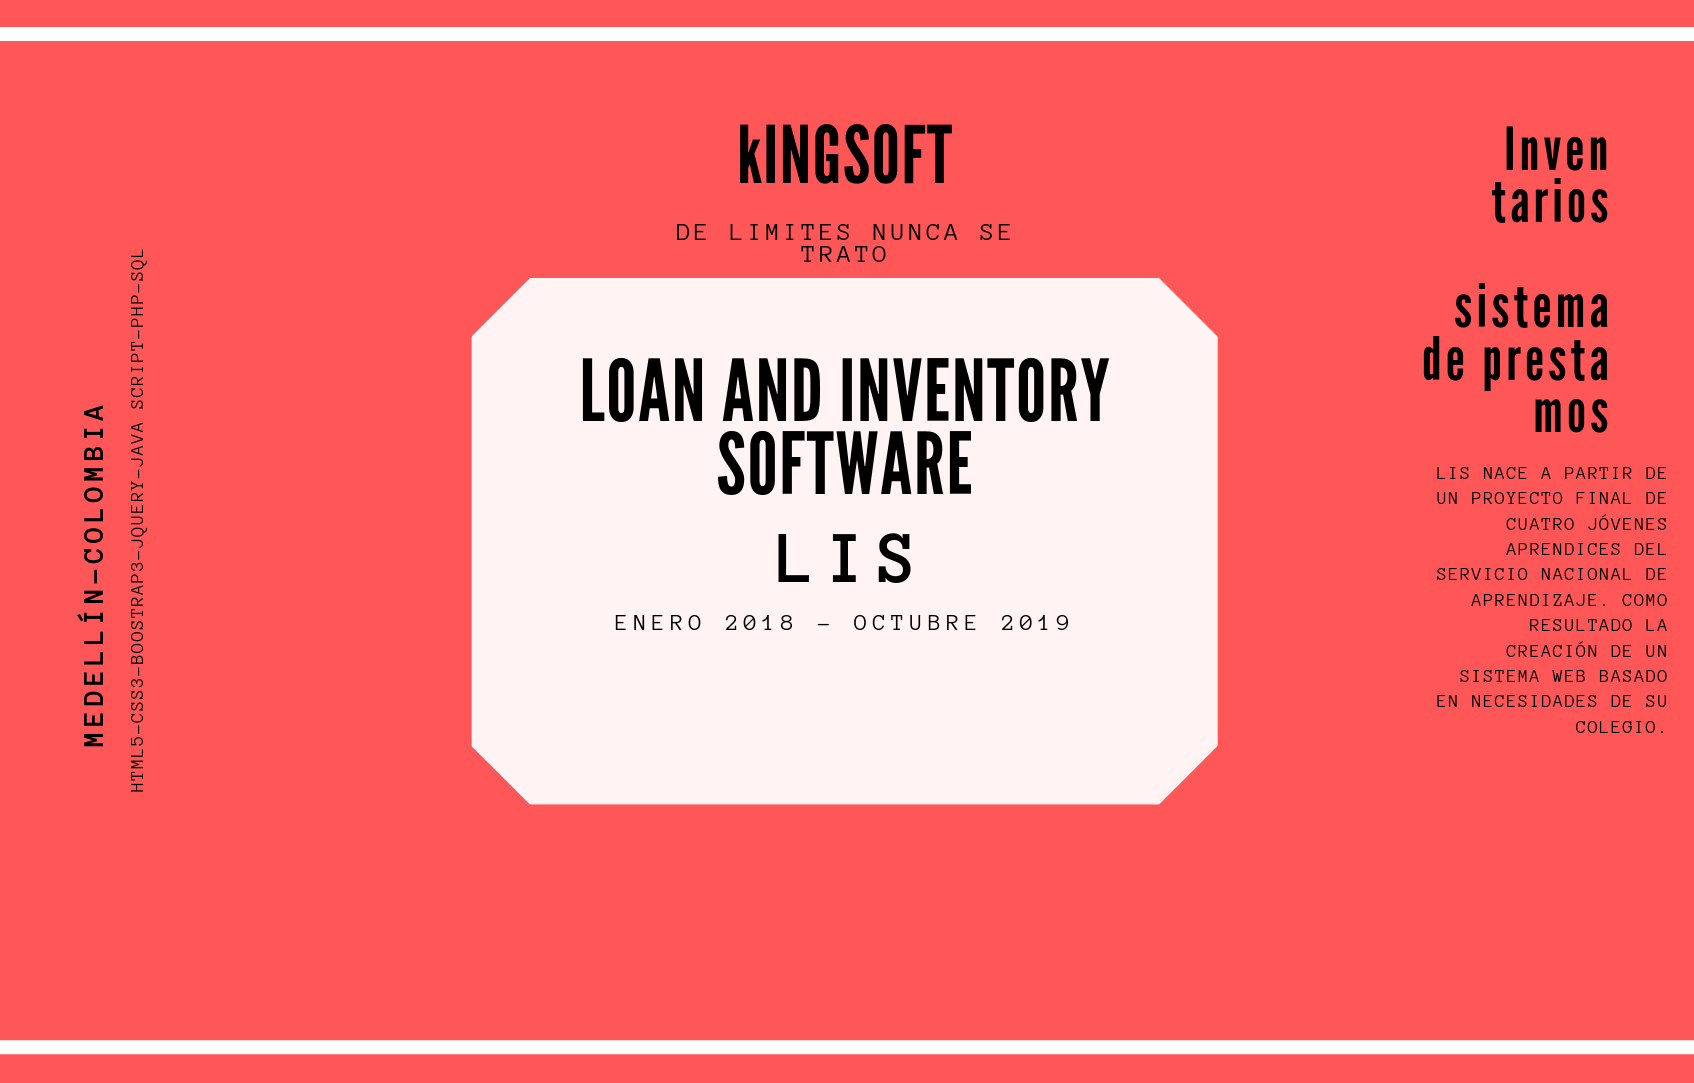 MEDELLÍN-COLOMBIA
HTML5-CSS3-BOOSTRAP3-JQUERY-JAVA SCRIPT-PHP-SQL
kINGSOFT
DE LIMITES NUNCA SE
TRATO
LOAN AND INVENTORY
SOFTWARE
LIS
ENERO 2018 - OCTUBRE 2019
Inven
tarios
sistema
de presta
mos
LIS NACE A PARTIR DE
UN PROYECTO FINAL DE
CUATRO JÓVENES
APRENDICES DEL
SERVICIO NACIONAL DE
APRENDIZAJE. COMO
RESULTADO LA
CREACIÓN DE UN
SISTEMA WEB BASADO
EN NECESIDADES DE SU
COLEGIO.